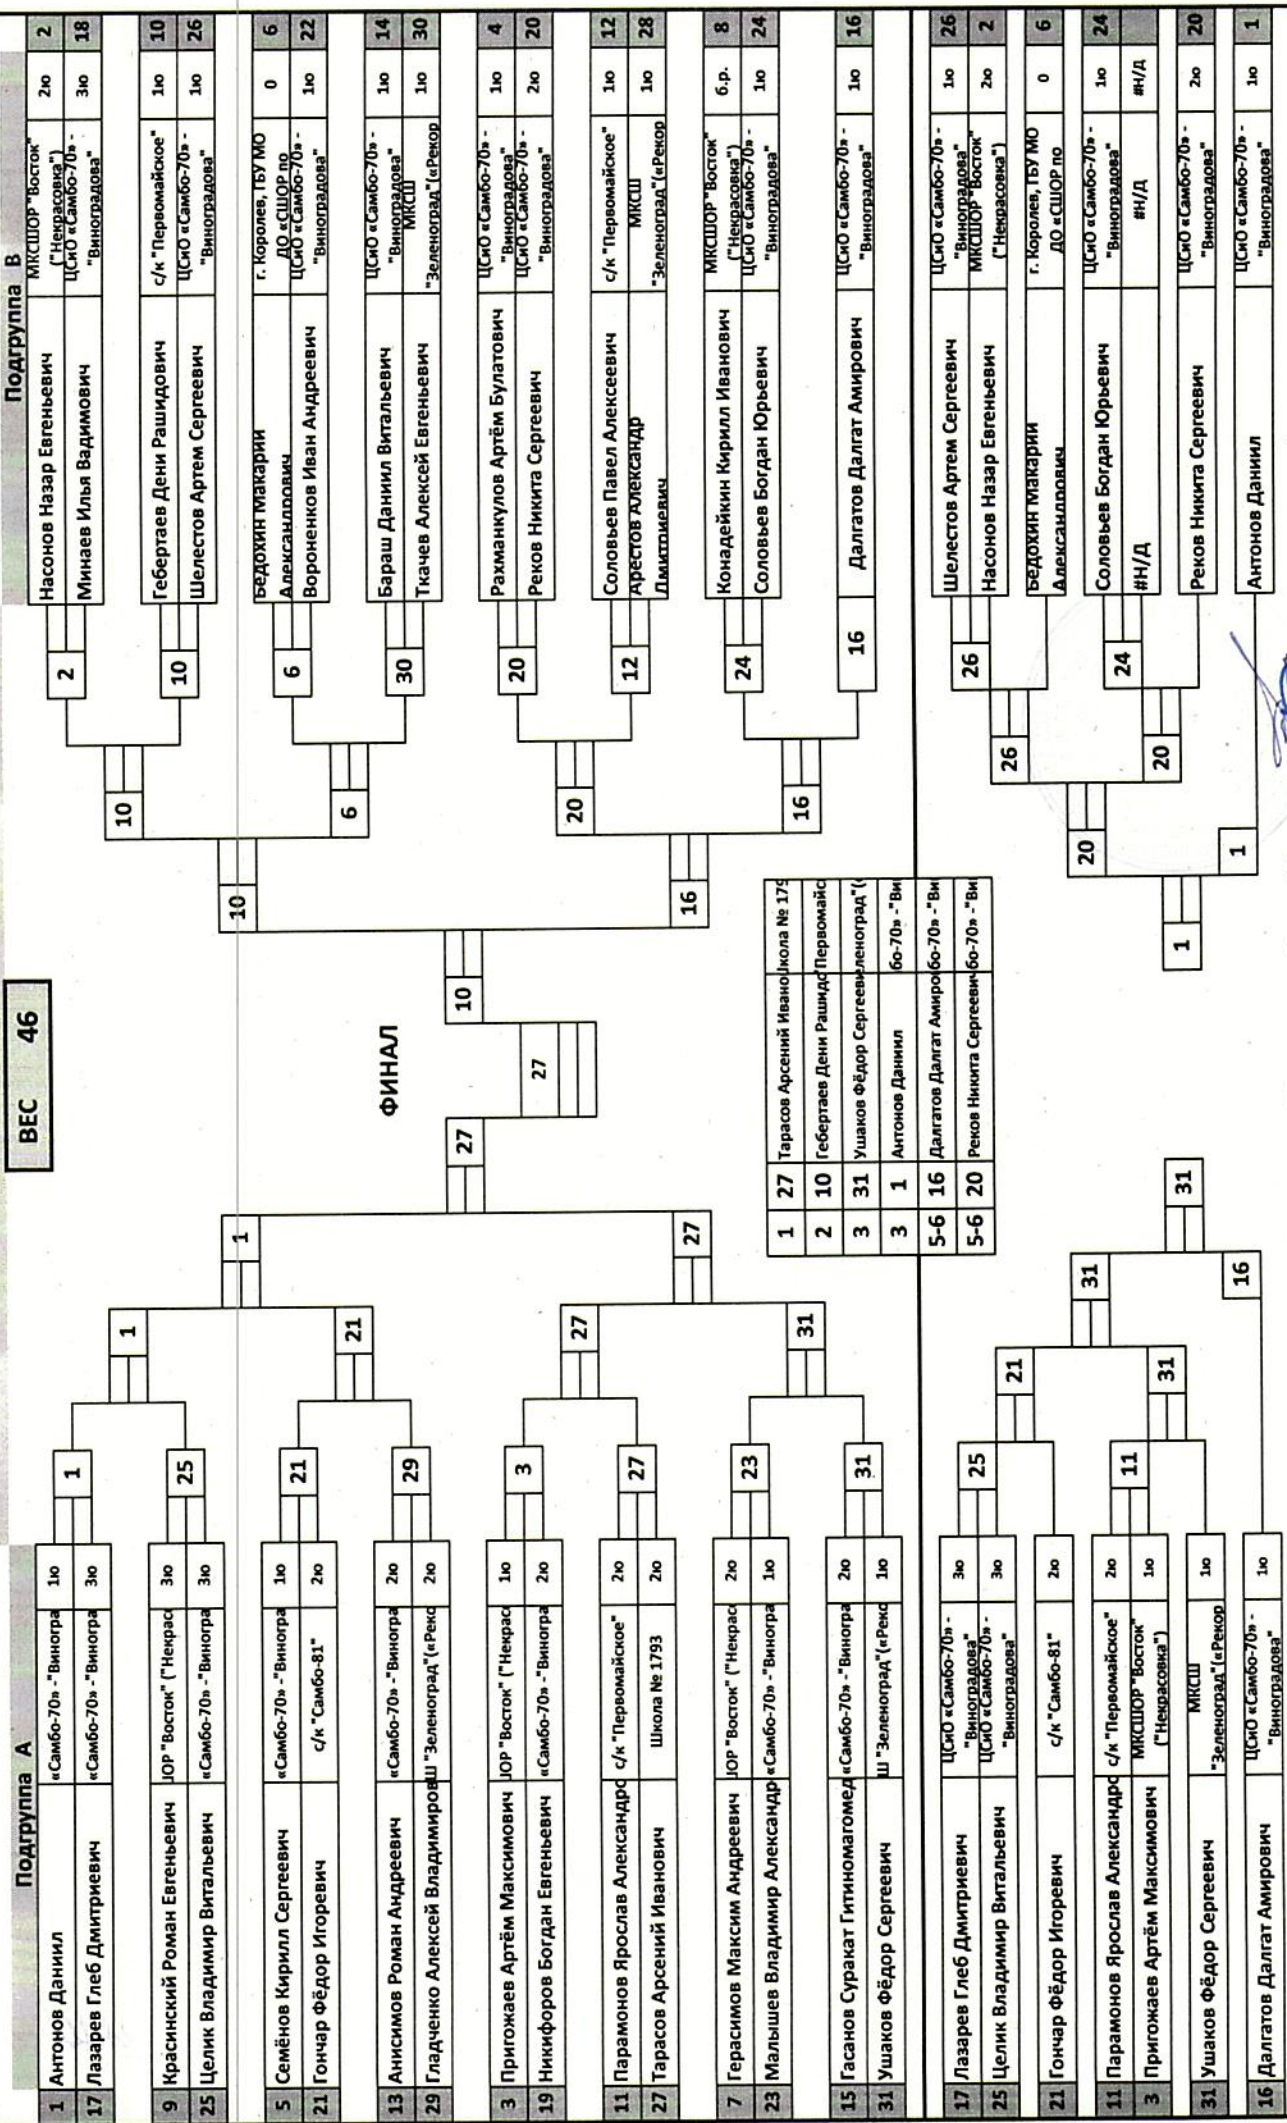 ВЕС 46
Подгруппа А
1 Антонов Даниил «Самбо-70» -"Виногра 1ю
17 Лазарев Глеб Дмитриевич «Самбо-70» -"Виногра 3ю
9 Красинский Роман Евгеньевич ЮР "Восток" ("Некрасо 3ю
25 Целик Владимир Витальевич «Самбо-70» -"Виногра 3ю
5 Семёнов Кирилл Сергеевич «Самбо-70» -"Виногра 1ю
21 Гончар Фёдор Игоревич с/к "Самбо-81" 2ю
13 Анисимов Роман Андреевич «Самбо-70» -"Виногра 2ю
29 Гладченко Алексей Владимиров Ш "Зеленоград"(«Рекс 2ю
3 Пригожаев Артём Максимович ЮР "Восток" ("Некрасо 1ю
19 Никифоров Богдан Евгеньевич «Самбо-70» -"Виногра 2ю
11 Парамонов Ярослав Александро с/к "Первомайское" 2ю
27 Тарасов Арсений Иванович Школа № 1793 2ю
7 Герасимов Максим Андреевич ЮР "Восток" ("Некрасо 2ю
23 Малышев Владимир Александр «Самбо-70» -"Виногра 1ю
15 Гасанов Суракат Гитиномагомед «Самбо-70» -"Виногра 2ю
31 Ушаков Фёдор Сергеевич Ш "Зеленоград"(«Рекс 1ю
1
25
21
29
3
27
23
31
1
21
27
31
1
27
27
ФИНАЛ
27
10
Подгруппа В
Насонов Назар Евгеньевич МКСШОР "Восток" ("Некрасовка") 2ю 2
Минаев Илья Вадимович ЦСиО «Самбо-70» - "Виноградова" 3ю 18
Гебертаев Дени Рашидович с/к "Первомайское" 1ю 10
Шелестов Артем Сергеевич ЦСиО «Самбо-70» - "Виноградова" 1ю 26
Бедохин Макарий Александрович г. Королев, ГБУ МО ДО «СШОР по 0 6
Вороненков Иван Андреевич ЦСиО «Самбо-70» - "Виноградова" 1ю 22
Бараш Даниил Витальевич ЦСиО «Самбо-70» - "Виноградова" 1ю 14
Ткачев Алексей Евгеньевич МКСШ "Зеленоград"(«Рекор 1ю 30
Рахманкулов Артём Булатович ЦСиО «Самбо-70» - "Виноградова" 1ю 4
Реков Никита Сергеевич ЦСиО «Самбо-70» - "Виноградова" 2ю 20
Соловьев Павел Алексеевич с/к "Первомайское" 1ю 12
Арестов Александр Дмитриевич МКСШ "Зеленоград"(«Рекор 1ю 28
Конадейкин Кирилл Иванович МКСШОР "Восток" ("Некрасовка") б.р. 8
Соловьев Богдан Юрьевич ЦСиО «Самбо-70» - "Виноградова" 1ю 24
Далгатов Далгат Амирович ЦСиО «Самбо-70» - "Виноградова" 1ю 16
2
10
6
30
20
12
24
16
10
6
20
16
10
16
1 27 Тарасов Арсений Ивано Школа № 179
2 10 Гебертаев Дени Рашидо "Первомайс
3 31 Ушаков Фёдор Сергееви еленоград"(«
3 1 Антонов Даниил бо-70» -"Ви
5-6 16 Далгатов Далгат Амиро бо-70» -"Ви
5-6 20 Реков Никита Сергеевич бо-70» -"Ви
17 Лазарев Глеб Дмитриевич ЦСиО «Самбо-70» - "Виноградова" 3ю
25 Целик Владимир Витальевич ЦСиО «Самбо-70» - "Виноградова" 3ю
21 Гончар Фёдор Игоревич с/к "Самбо-81" 2ю
11 Парамонов Ярослав Александро с/к "Первомайское" 2ю
3 Пригожаев Артём Максимович МКСШОР "Восток" ("Некрасовка") 1ю
31 Ушаков Фёдор Сергеевич МКСШ "Зеленоград"(«Рекор 1ю
16 Далгатов Далгат Амирович ЦСиО «Самбо-70» - "Виноградова" 1ю
25
11
21
31
31
16
31
Шелестов Артем Сергеевич ЦСиО «Самбо-70» - "Виноградова" 1ю 26
Насонов Назар Евгеньевич МКСШОР "Восток" ("Некрасовка") 2ю 2
Бедохин Макарий Александрович г. Королев, ГБУ МО ДО «СШОР по 0 6
Соловьев Богдан Юрьевич ЦСиО «Самбо-70» - "Виноградова" 1ю 24
#Н/Д #Н/Д #Н/Д
Реков Никита Сергеевич ЦСиО «Самбо-70» - "Виноградова" 2ю 20
Антонов Даниил ЦСиО «Самбо-70» - "Виноградова" 1ю 1
26
24
26
20
20
1
1